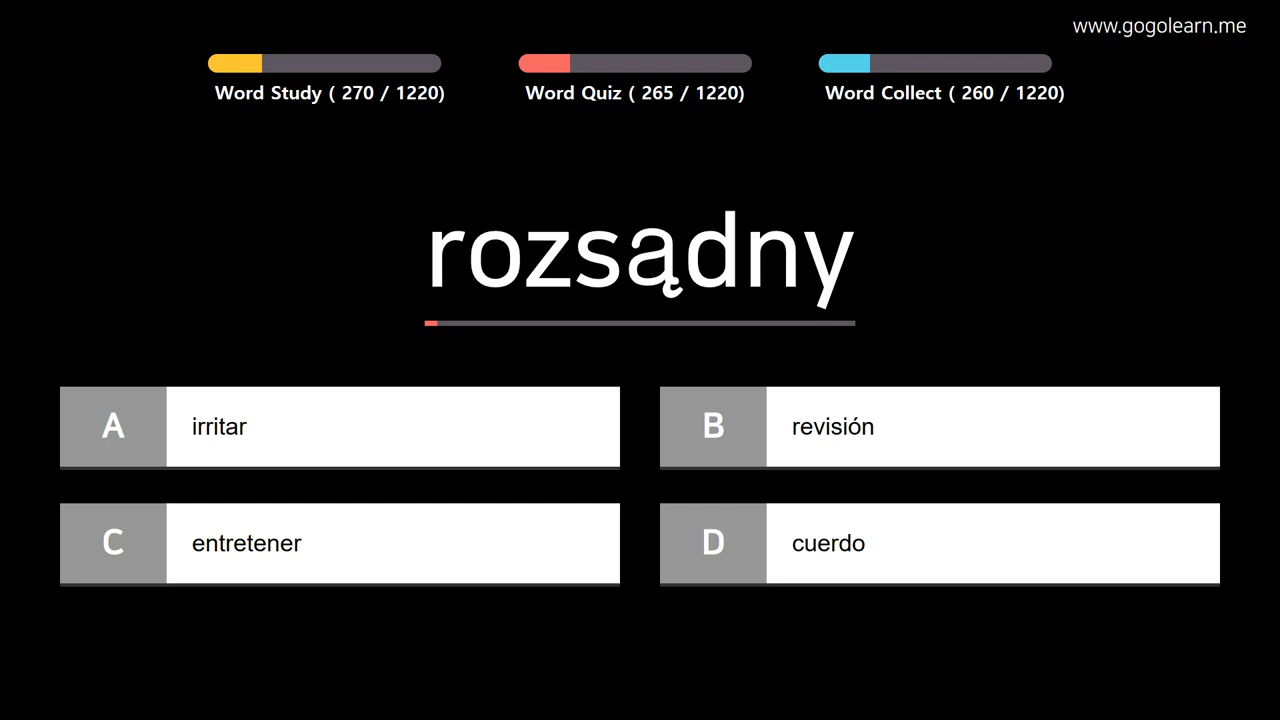 www.gogolearn.me
Word Study ( 270 / 1220)
Word Quiz ( 265 / 1220)
Word Collect ( 260 / 1220)
rozsądny
A irritar
B revisión
C entretener
D cuerdo